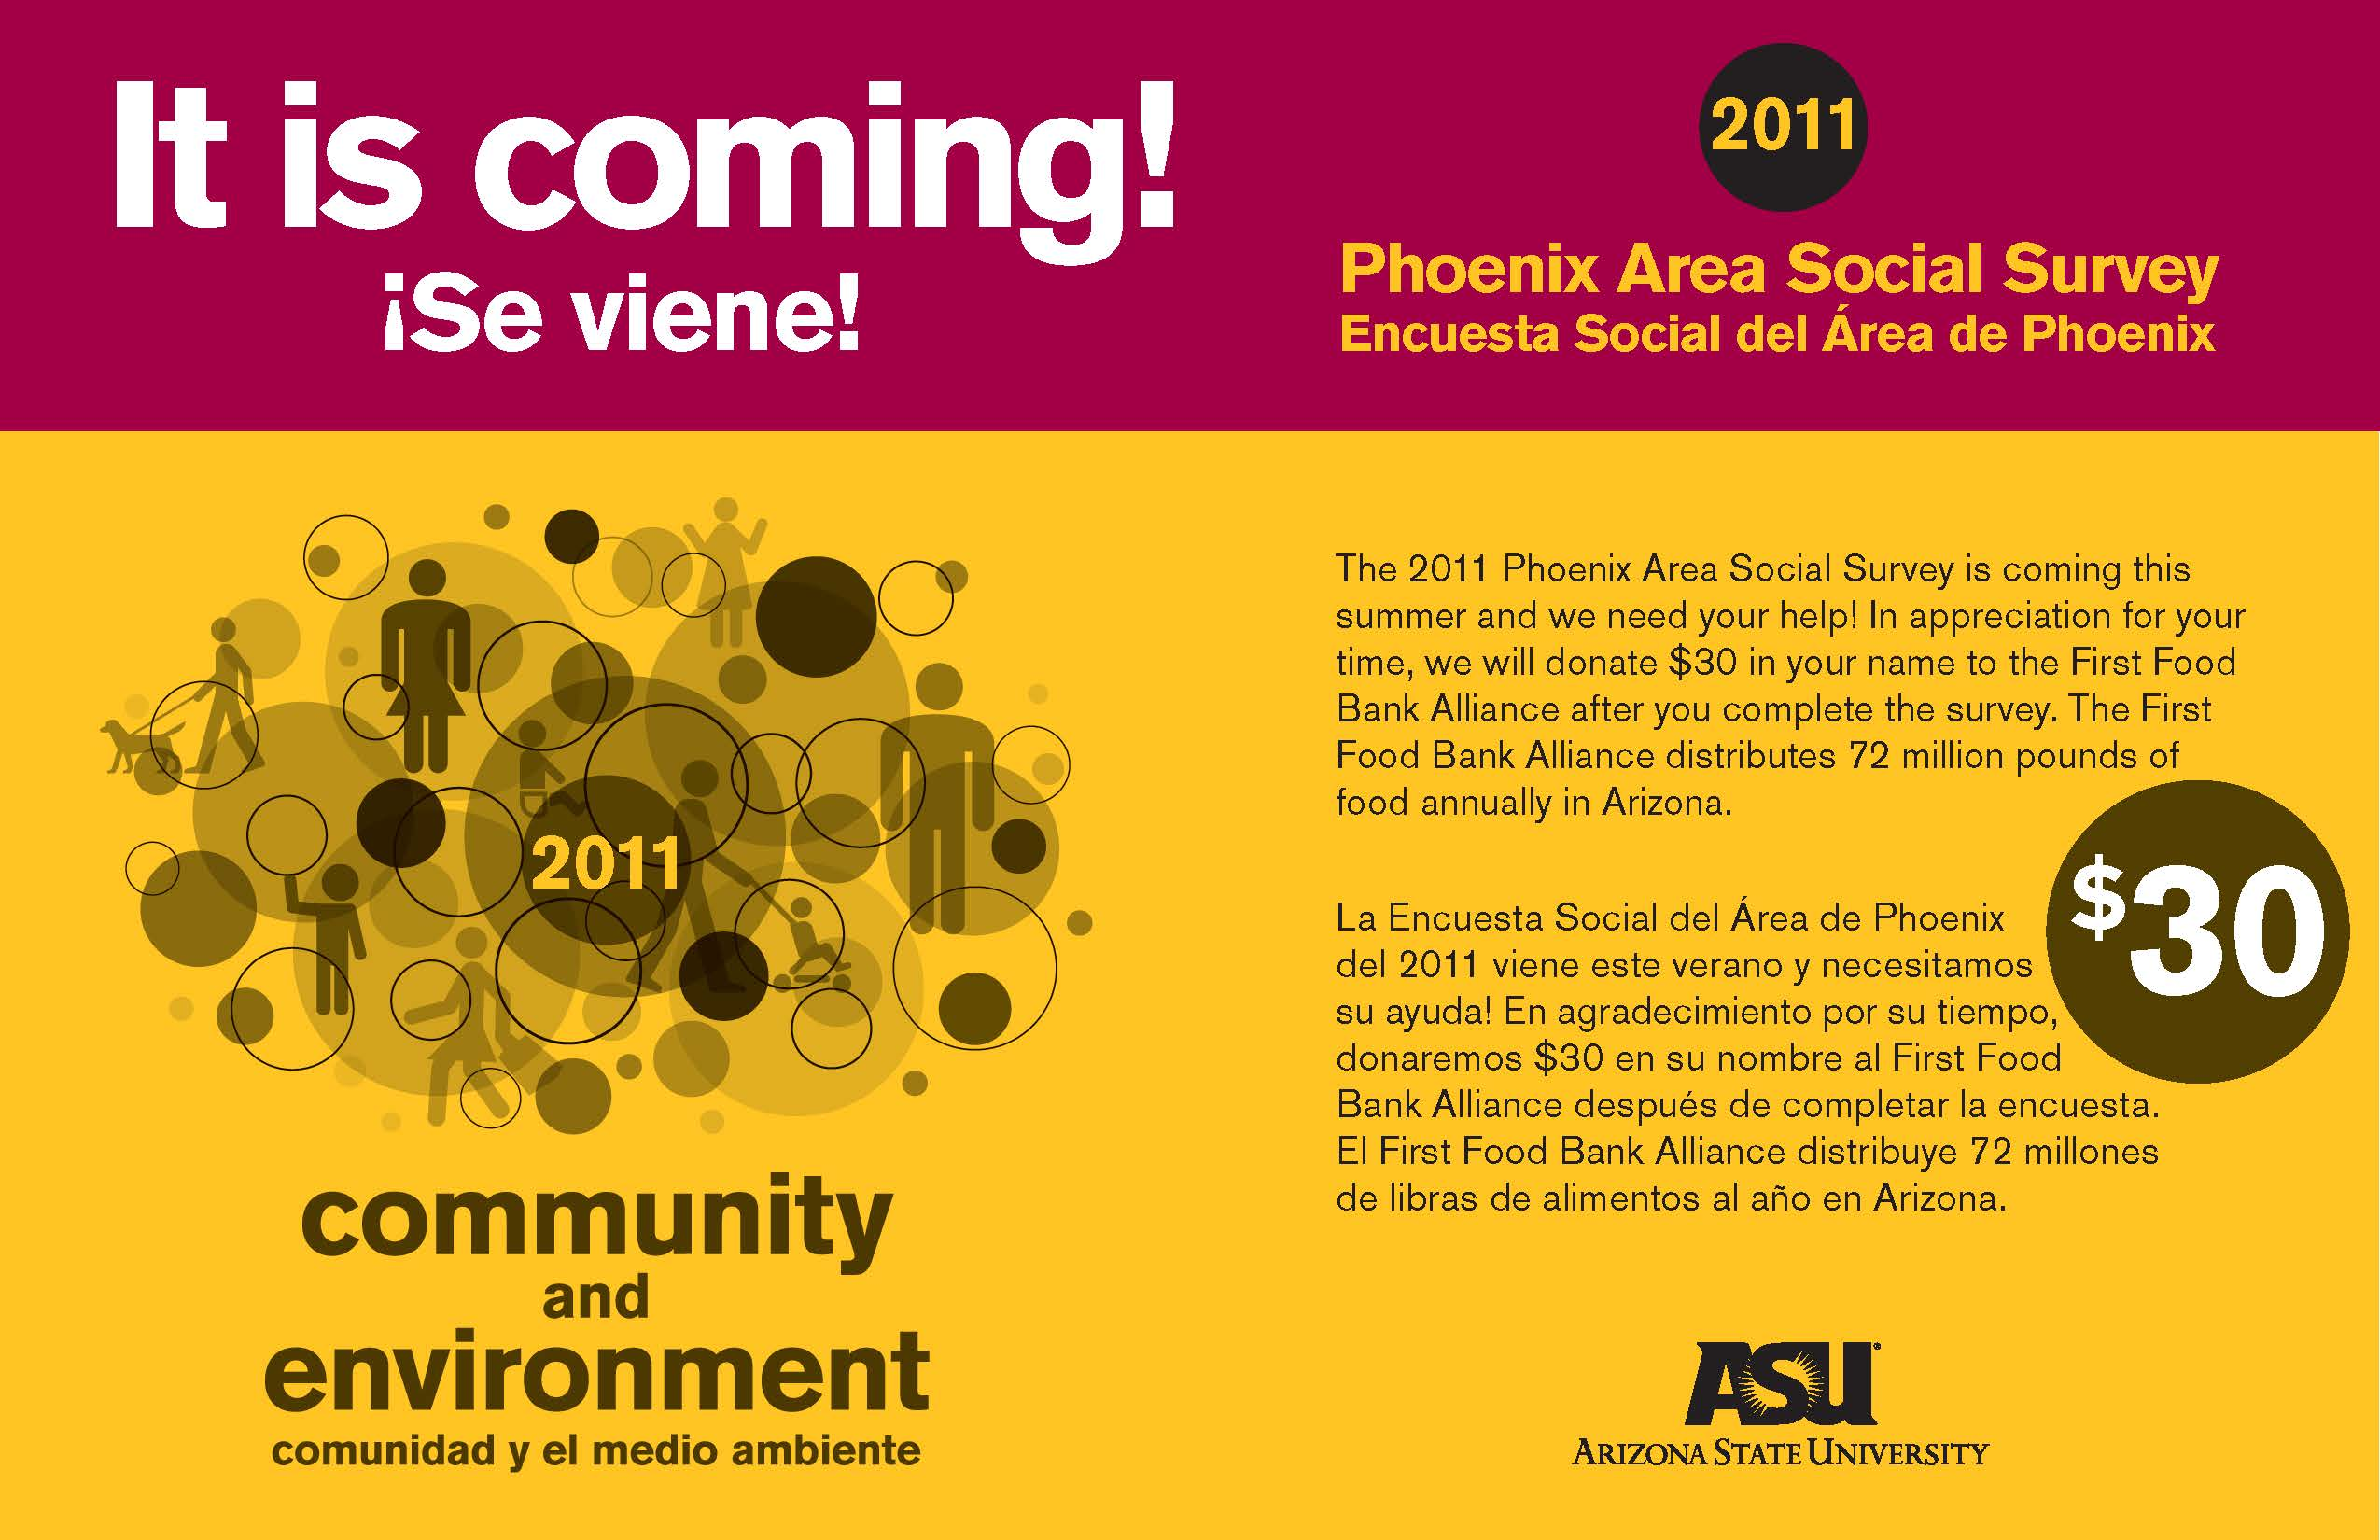 It is coming!
¡Se viene!
2011
Phoenix Area Social Survey
Encuesta Social del Área de Phoenix
2011
community
and
environment
comunidad y el medio ambiente
The 2011 Phoenix Area Social Survey is coming this
summer and we need your help! In appreciation for your
time, we will donate $30 in your name to the First Food
Bank Alliance after you complete the survey. The First
Food Bank Alliance distributes 72 million pounds of
food annually in Arizona.
La Encuesta Social del Área de Phoenix
del 2011 viene este verano y necesitamos
su ayuda! En agradecimiento por su tiempo,
donaremos $30 en su nombre al First Food
Bank Alliance después de completar la encuesta.
El First Food Bank Alliance distribuye 72 millones
de libras de alimentos al año en Arizona.
$30
ASU®
ARIZONA STATE UNIVERSITY